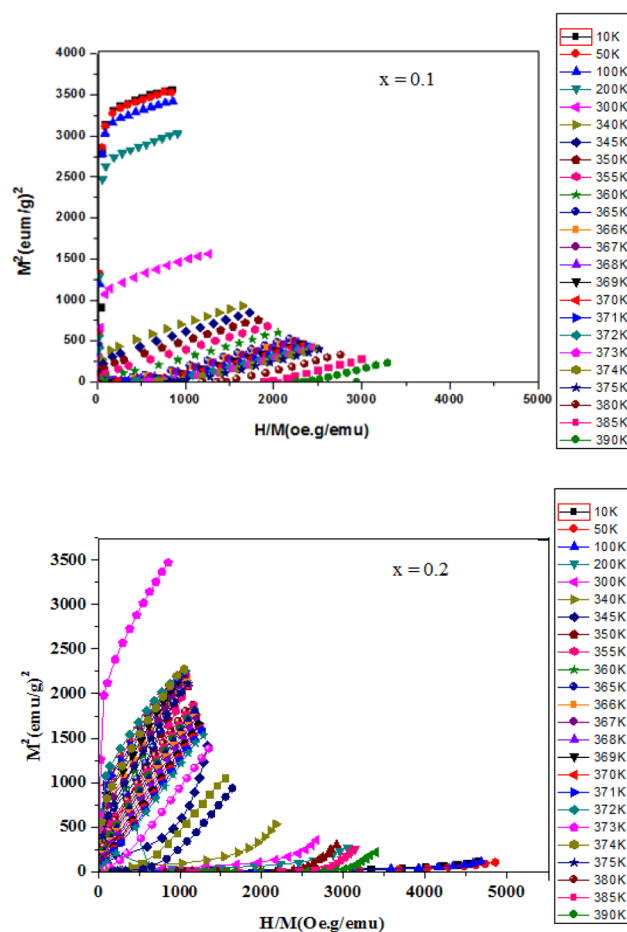 4000
3500
3000
2500
2000
1500
1000
500
0
M²(eum/g)²
x = 0.1
0
1000
2000
3000
4000
5000
H/M(oe.g/emu)
10K
50K
100K
200K
300K
340K
345K
350K
355K
360K
365K
366K
367K
368K
369K
370K
371K
372K
373K
374K
375K
380K
385K
390K
3500
3000
2500
2000
1500
1000
500
0
M²(emu/g)²
x = 0.2
0
1000
2000
3000
4000
5000
H/M(Oe.g/emu)
10K
50K
100K
200K
300K
340K
345K
350K
355K
360K
365K
366K
367K
368K
369K
370K
371K
372K
373K
374K
375K
380K
385K
390K